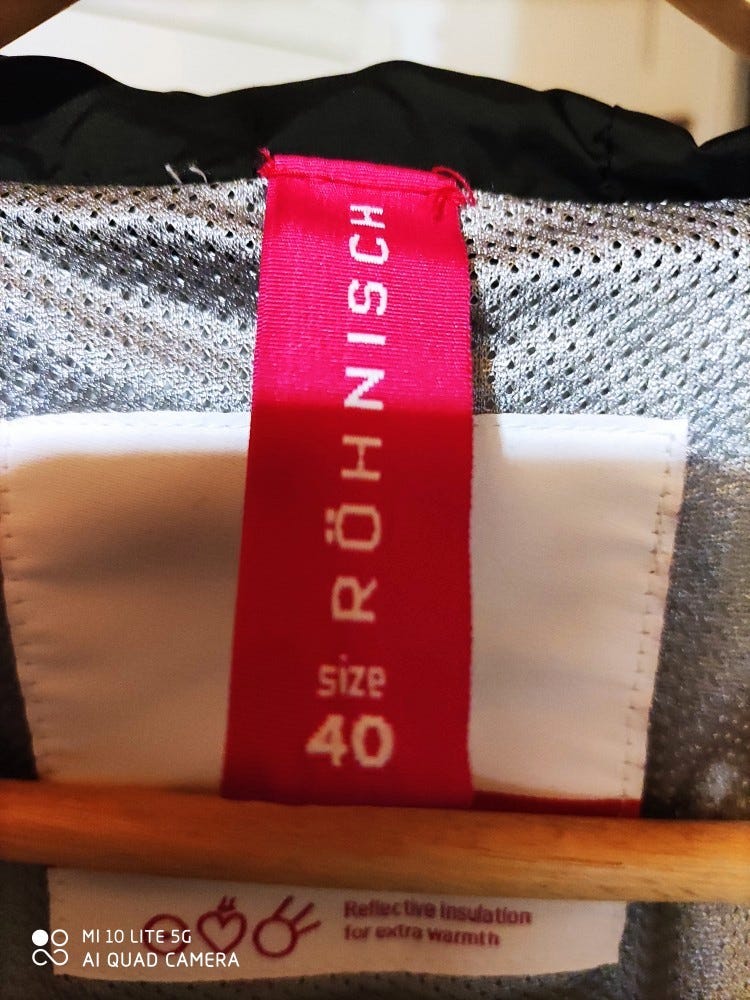 RÖHNISCH
size
40
Reflective insulation
for extra warmth
MI 10 LITE 5G
AI QUAD CAMERA